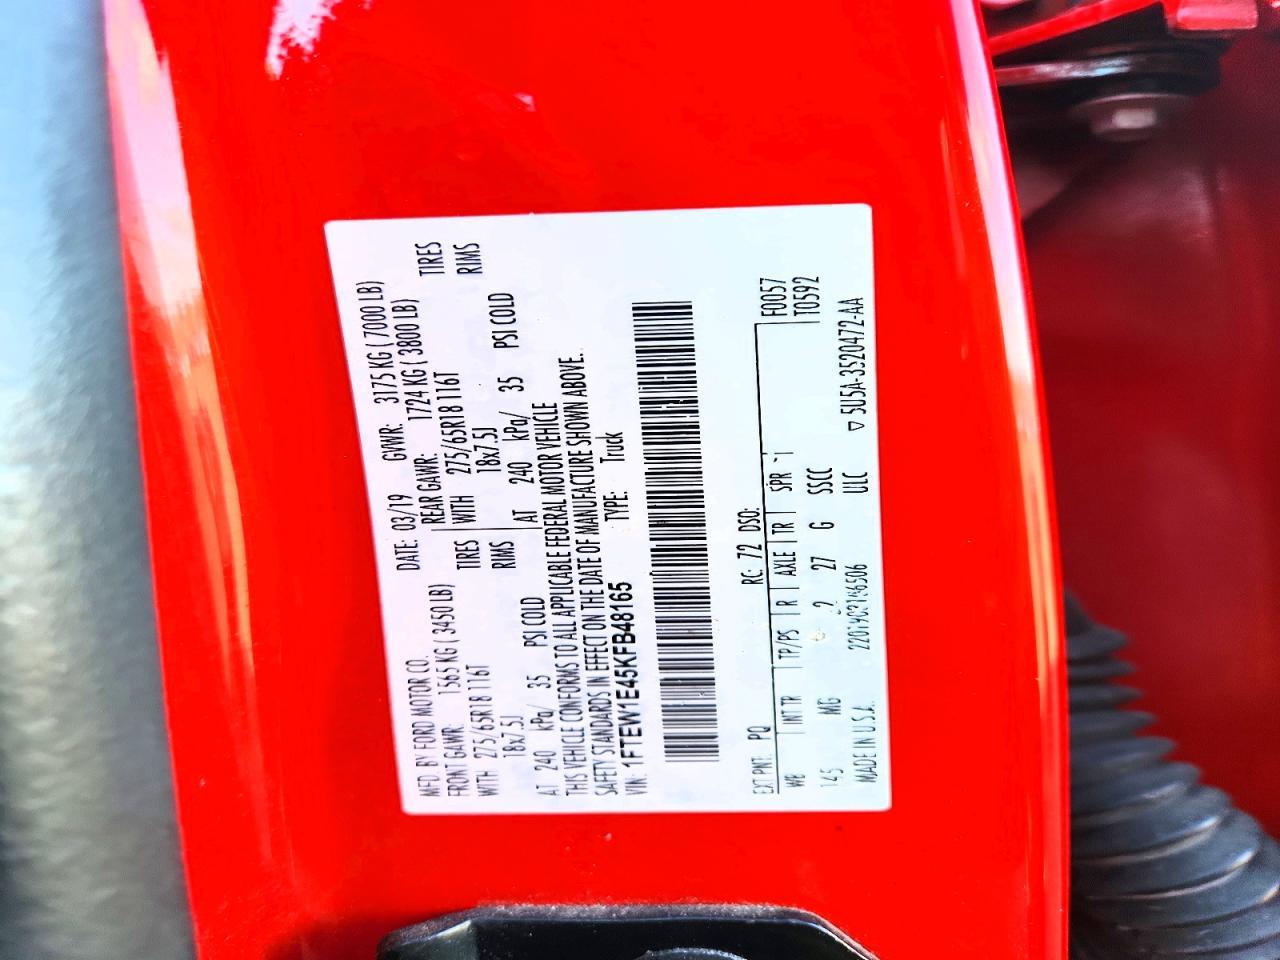 MFD. BY FORD MOTOR CO. DATE: 03/19 GVWR: 3175 KG ( 7000 LB)
FRONT GAWR: 1565 KG ( 3450 LB) REAR GAWR: 1724 KG ( 3800 LB)
WITH 275/65R18 116T TIRES WITH 275/65R18 116T TIRES
18x7.5J RIMS 18x7.5J RIMS
AT 240 kPa/ 35 PSI COLD AT 240 kPa/ 35 PSI COLD
THIS VEHICLE CONFORMS TO ALL APPLICABLE FEDERAL MOTOR VEHICLE
SAFETY STANDARDS IN EFFECT ON THE DATE OF MANUFACTURE SHOWN ABOVE.
VIN: 1FTEW1E45KFB48165 TYPE: Truck
EXT PNT: PQ RC: 72 DSO: F0057
WB INT TR TP/PS R AXLE TR SPR T0592
145 MG 2 27 G SSCC
MADE IN U.S.A. ULC ▽ 5U5A-3520472-AA